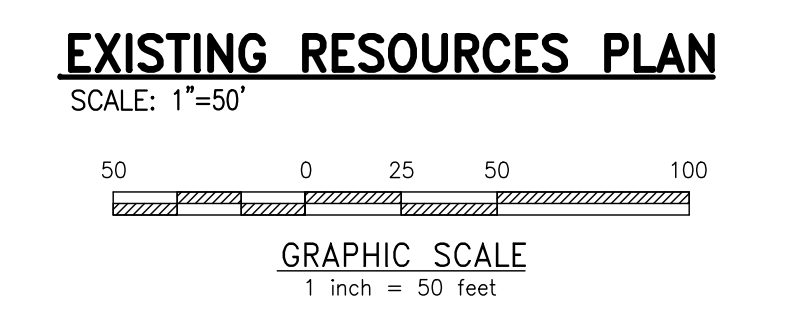 EXISTING RESOURCES PLAN
SCALE: 1"=50'
50 0 25 50 100
GRAPHIC SCALE
1 inch = 50 feet